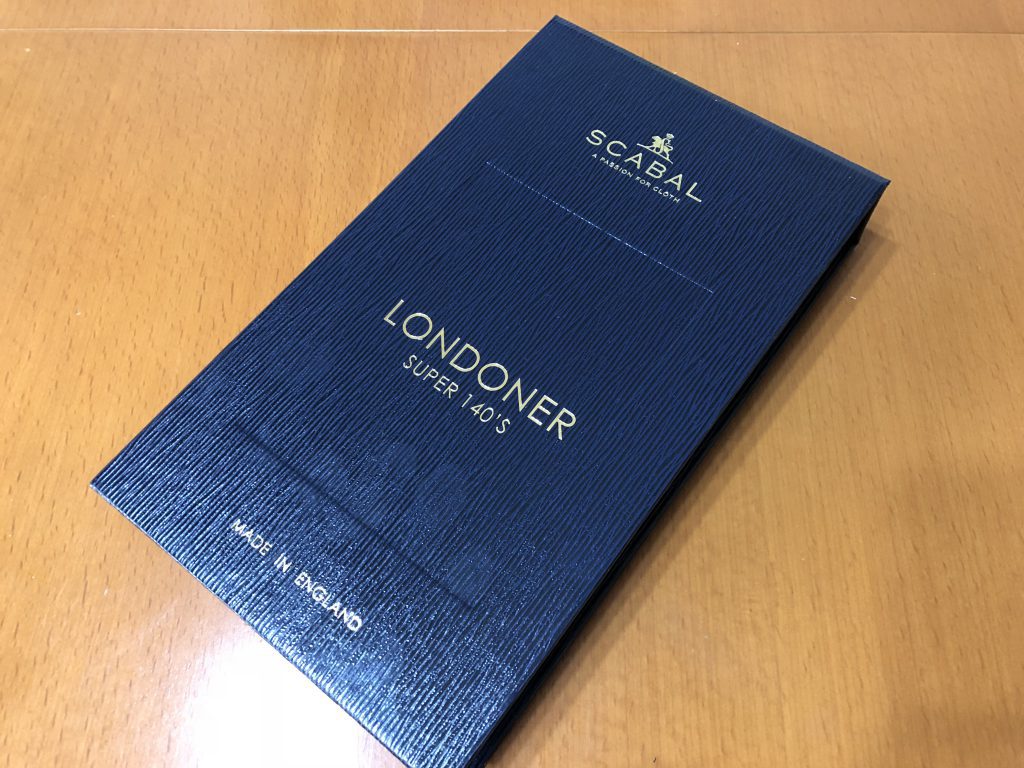 SCABAL
A PASSION FOR CLOTH
LONDONER
SUPER 140'S
MADE IN ENGLAND